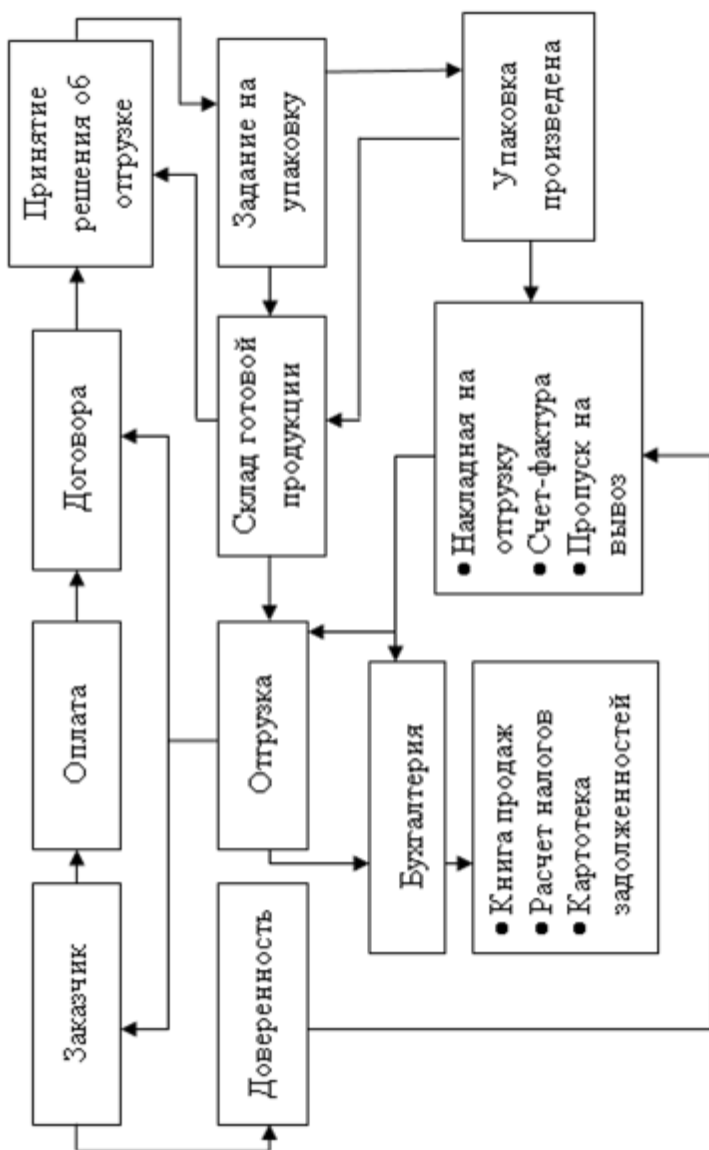 Заказчик
Оплата
Договора
Принятие
решения об
отгрузке
Доверенность
Отгрузка
Склад готовой
продукции
Задание на
упаковку
Бухгалтерия
● Накладная на
отгрузку
● Счет-фактура
● Пропуск на
вывоз
Упаковка
произведена
● Книга продаж
● Расчет налогов
● Картотека
задолженностей